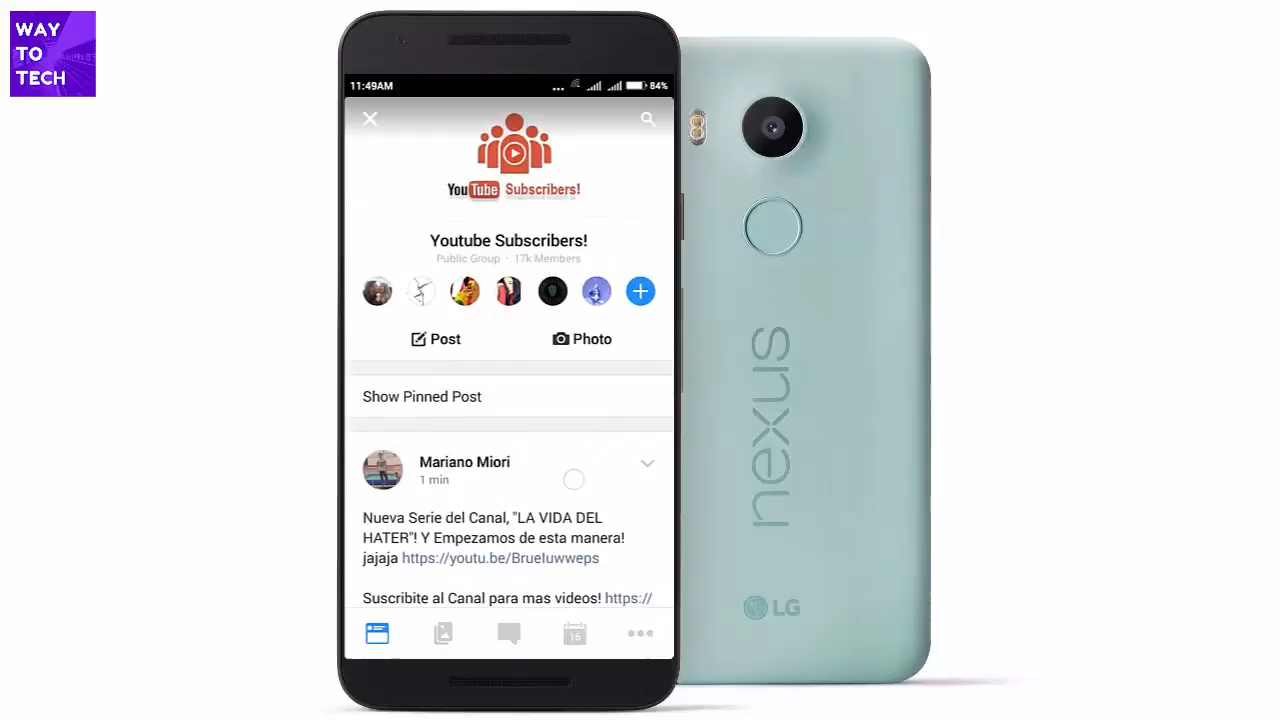 WAY
TO
TECH
11:49AM
84%
YouTube Subscribers!
Youtube Subscribers!
Public Group · 17k Members
Post
Photo
Show Pinned Post
Mariano Miori
1 min
Nueva Serie del Canal, "LA VIDA DEL
HATER"! Y Empezamos de esta manera!
jajaja https://youtu.be/BrueIuwweps
Suscribite al Canal para mas videos! https://
16
nexus
LG